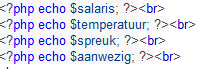 <?php echo $salaris; ?><br>
<?php echo $temperatuur; ?><br>
<?php echo $spreuk; ?><br>
<?php echo $aanwezig; ?><br>